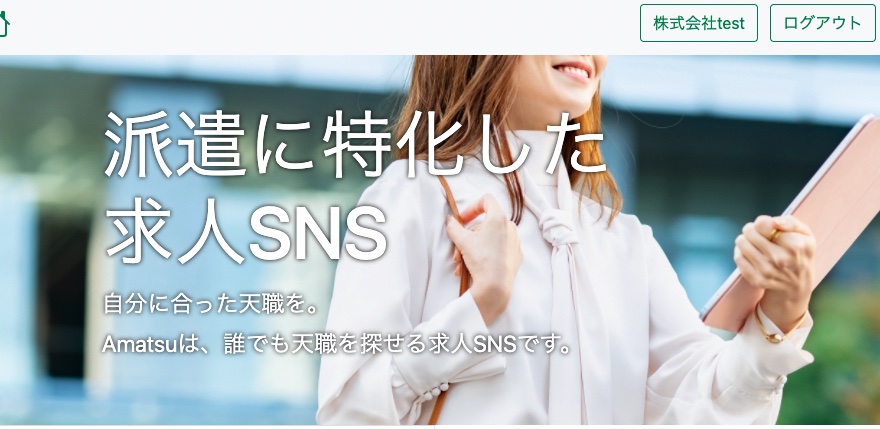 株式会社test
ログアウト
派遣に特化した
求人SNS
自分に合った天職を。
Amatsuは、誰でも天職を探せる求人SNSです。